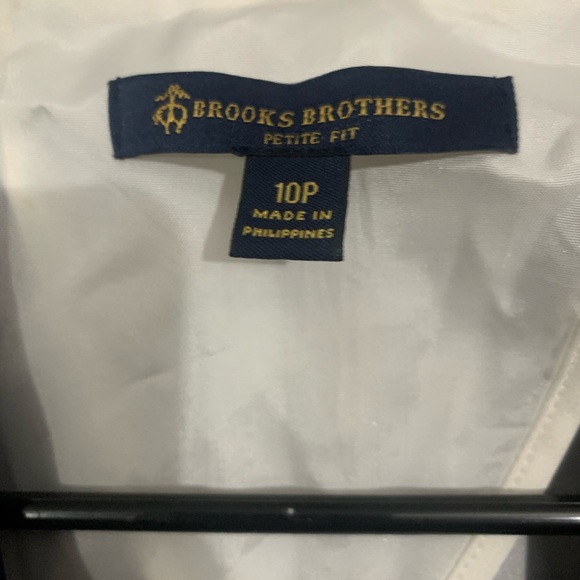 BROOKS BROTHERS
PETITE FIT
10P
MADE IN
PHILIPPINES